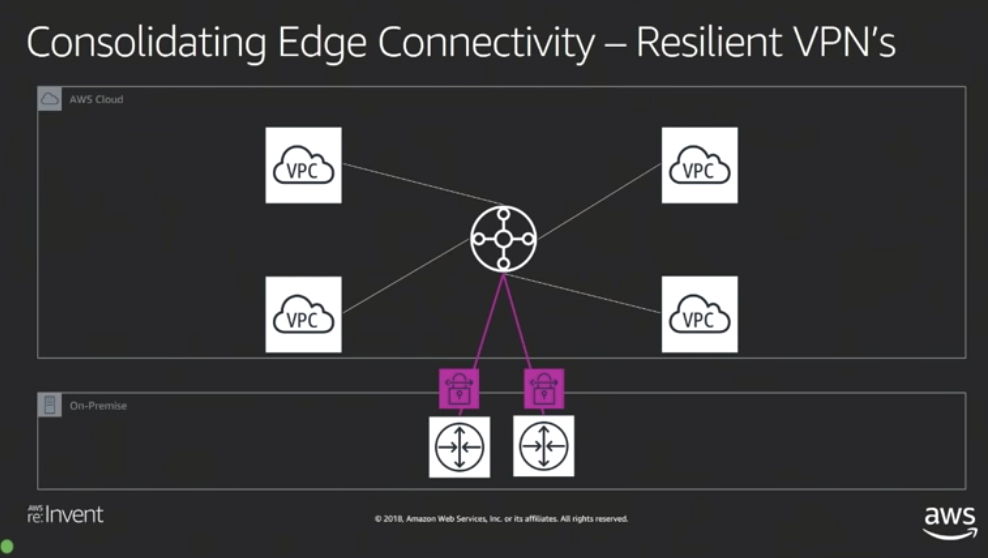 Consolidating Edge Connectivity – Resilient VPN's
AWS Cloud
VPC
VPC
VPC
VPC
On-Premise
AWS
re:Invent
© 2018, Amazon Web Services, Inc. or its affiliates. All rights reserved.
aws